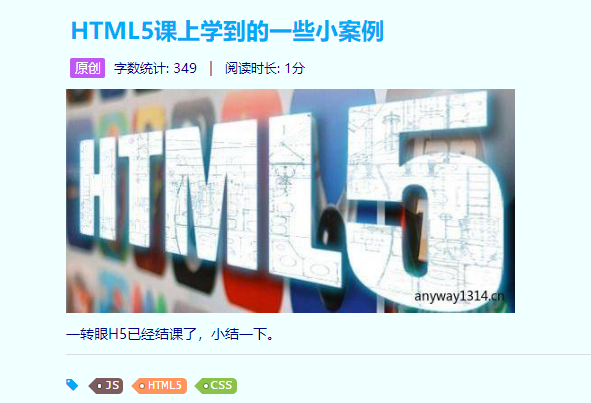 HTML5课上学到的一些小案例
原创 字数统计: 349 | 阅读时长: 1分
HTML5
anyway1314.cn
一转眼H5已经结课了，小结一下。
JS HTML5 CSS